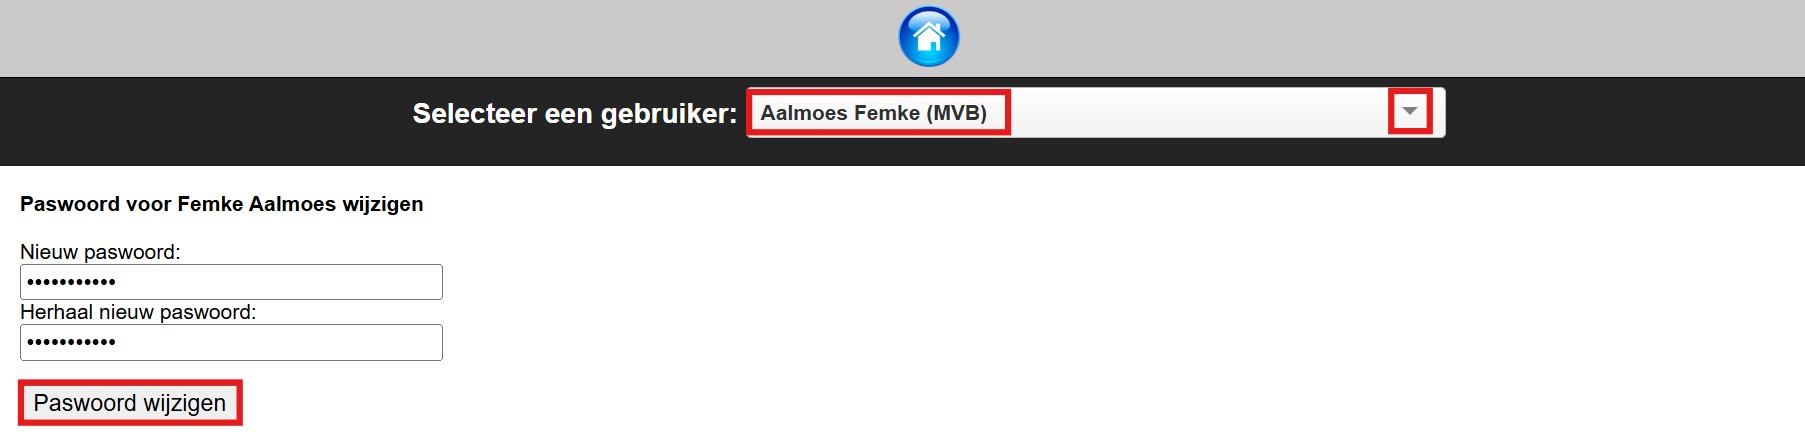 Selecteer een gebruiker: Aalmoes Femke (MVB)
Paswoord voor Femke Aalmoes wijzigen
Nieuw paswoord:
•••••••••••
Herhaal nieuw paswoord:
•••••••••••
Paswoord wijzigen